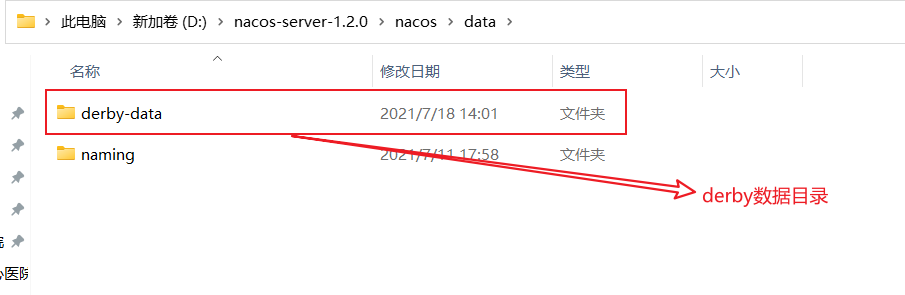 此电脑 > 新加卷 (D:) > nacos-server-1.2.0 > nacos > data >
名称 修改日期 类型 大小
derby-data 2021/7/18 14:01 文件夹
naming 2021/7/11 17:58 文件夹
derby数据目录
院
心医院